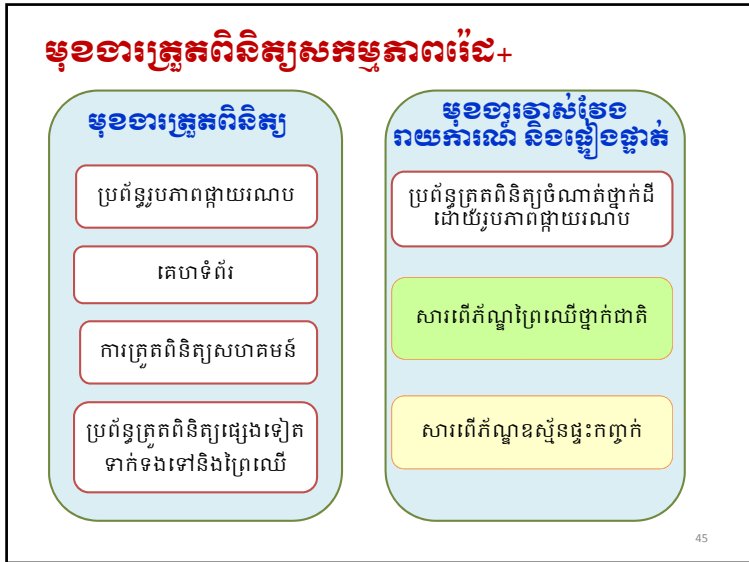 មុខងារត្រួតពិនិត្យសកម្មភាពរ៉េដ+
មុខងារត្រួតពិនិត្យ
ប្រព័ន្ធរូបភាពផ្កាយរណប
គេហទំព័រ
ការត្រួតពិនិត្យសហគមន៍
ប្រព័ន្ធត្រួតពិនិត្យផ្សេងទៀត
ទាក់ទងទៅនិងព្រៃឈើ
មុខងារវាស់វែង
រាយការណ៍ និងផ្ទៀងផ្ទាត់
ប្រព័ន្ធត្រួតពិនិត្យចំណាត់ថ្នាក់ដី
ដោយរូបភាពផ្កាយរណប
សារពើភ័ណ្ឌព្រៃឈើថ្នាក់ជាតិ
សារពើភ័ណ្ឌឧស្ម័នផ្ទះកញ្ចក់
45